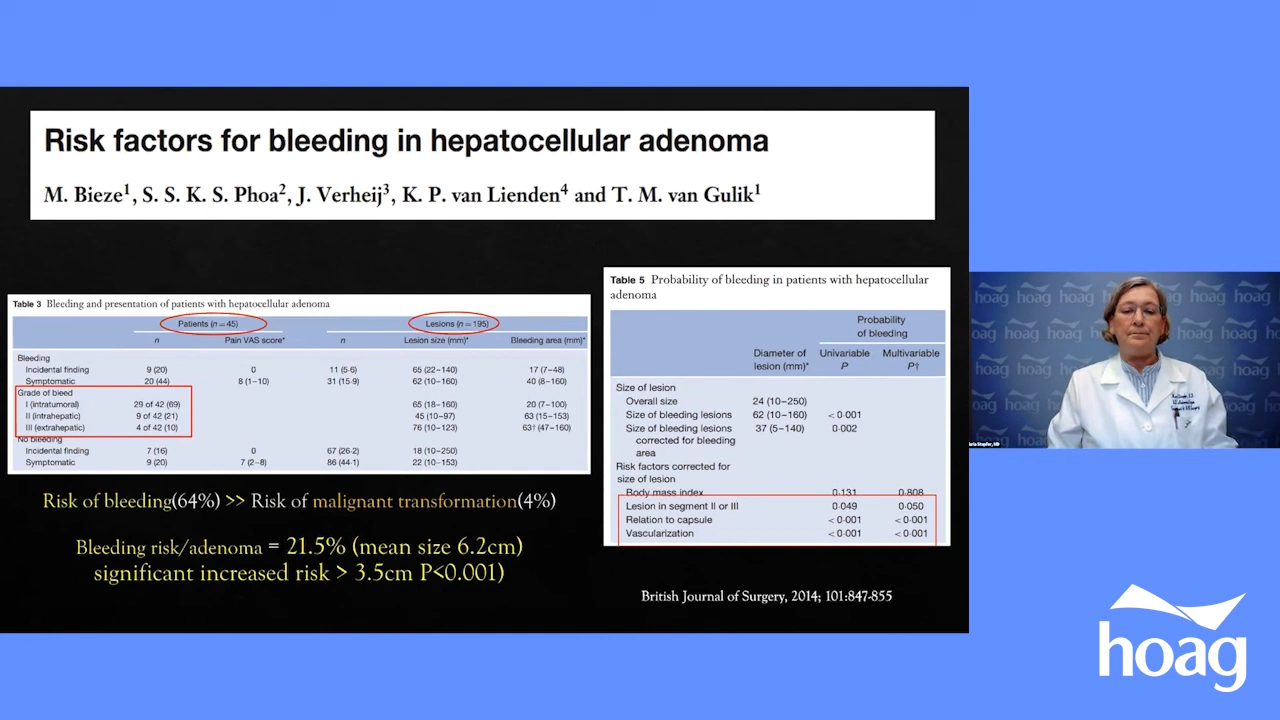 Risk factors for bleeding in hepatocellular adenoma
M. Bieze1, S. S. K. S. Phoa2, J. Verheij3, K. P. van Lienden4 and T. M. van Gulik1
Table 3 Bleeding and presentation of patients with hepatocellular adenoma
Patients (n=45) Lesions (n=195)
n Pain VAS score* n Lesion size (mm)* Bleeding area (mm)*
Bleeding
Incidental finding 9 (20) 0 11 (5·6) 65 (22–140) 17 (7–48)
Symptomatic 20 (44) 8 (1–10) 31 (15·9) 62 (10–160) 40 (8–160)
Grade of bleed
I (intratumoral) 29 of 42 (69) 65 (18–160) 20 (7–100)
II (intrahepatic) 9 of 42 (21) 45 (10–97) 63 (15–153)
III (extrahepatic) 4 of 42 (10) 76 (10–123) 63† (47–160)
No bleeding
Incidental finding 7 (16) 0 67 (26·2) 18 (10–250)
Symptomatic 9 (20) 7 (2–8) 86 (44·1) 22 (10–153)
Risk of bleeding(64%) >> Risk of malignant transformation(4%)
Bleeding risk/adenoma = 21.5% (mean size 6.2cm)
significant increased risk > 3.5cm P<0.001)
Table 5 Probability of bleeding in patients with hepatocellular
adenoma
Probability
of bleeding
Diameter of Univariable Multivariable
lesion (mm)* P P†
Size of lesion
Overall size 24 (10–250)
Size of bleeding lesions 62 (10–160) <0·001
Size of bleeding lesions 37 (5–140) 0·002
corrected for bleeding
area
Risk factors corrected for
size of lesion
Body mass index 0·131 0·808
Lesion in segment II or III 0·049 0·050
Relation to capsule <0·001 <0·001
Vascularization <0·001 <0·001
British Journal of Surgery, 2014; 101:847-855
hoag